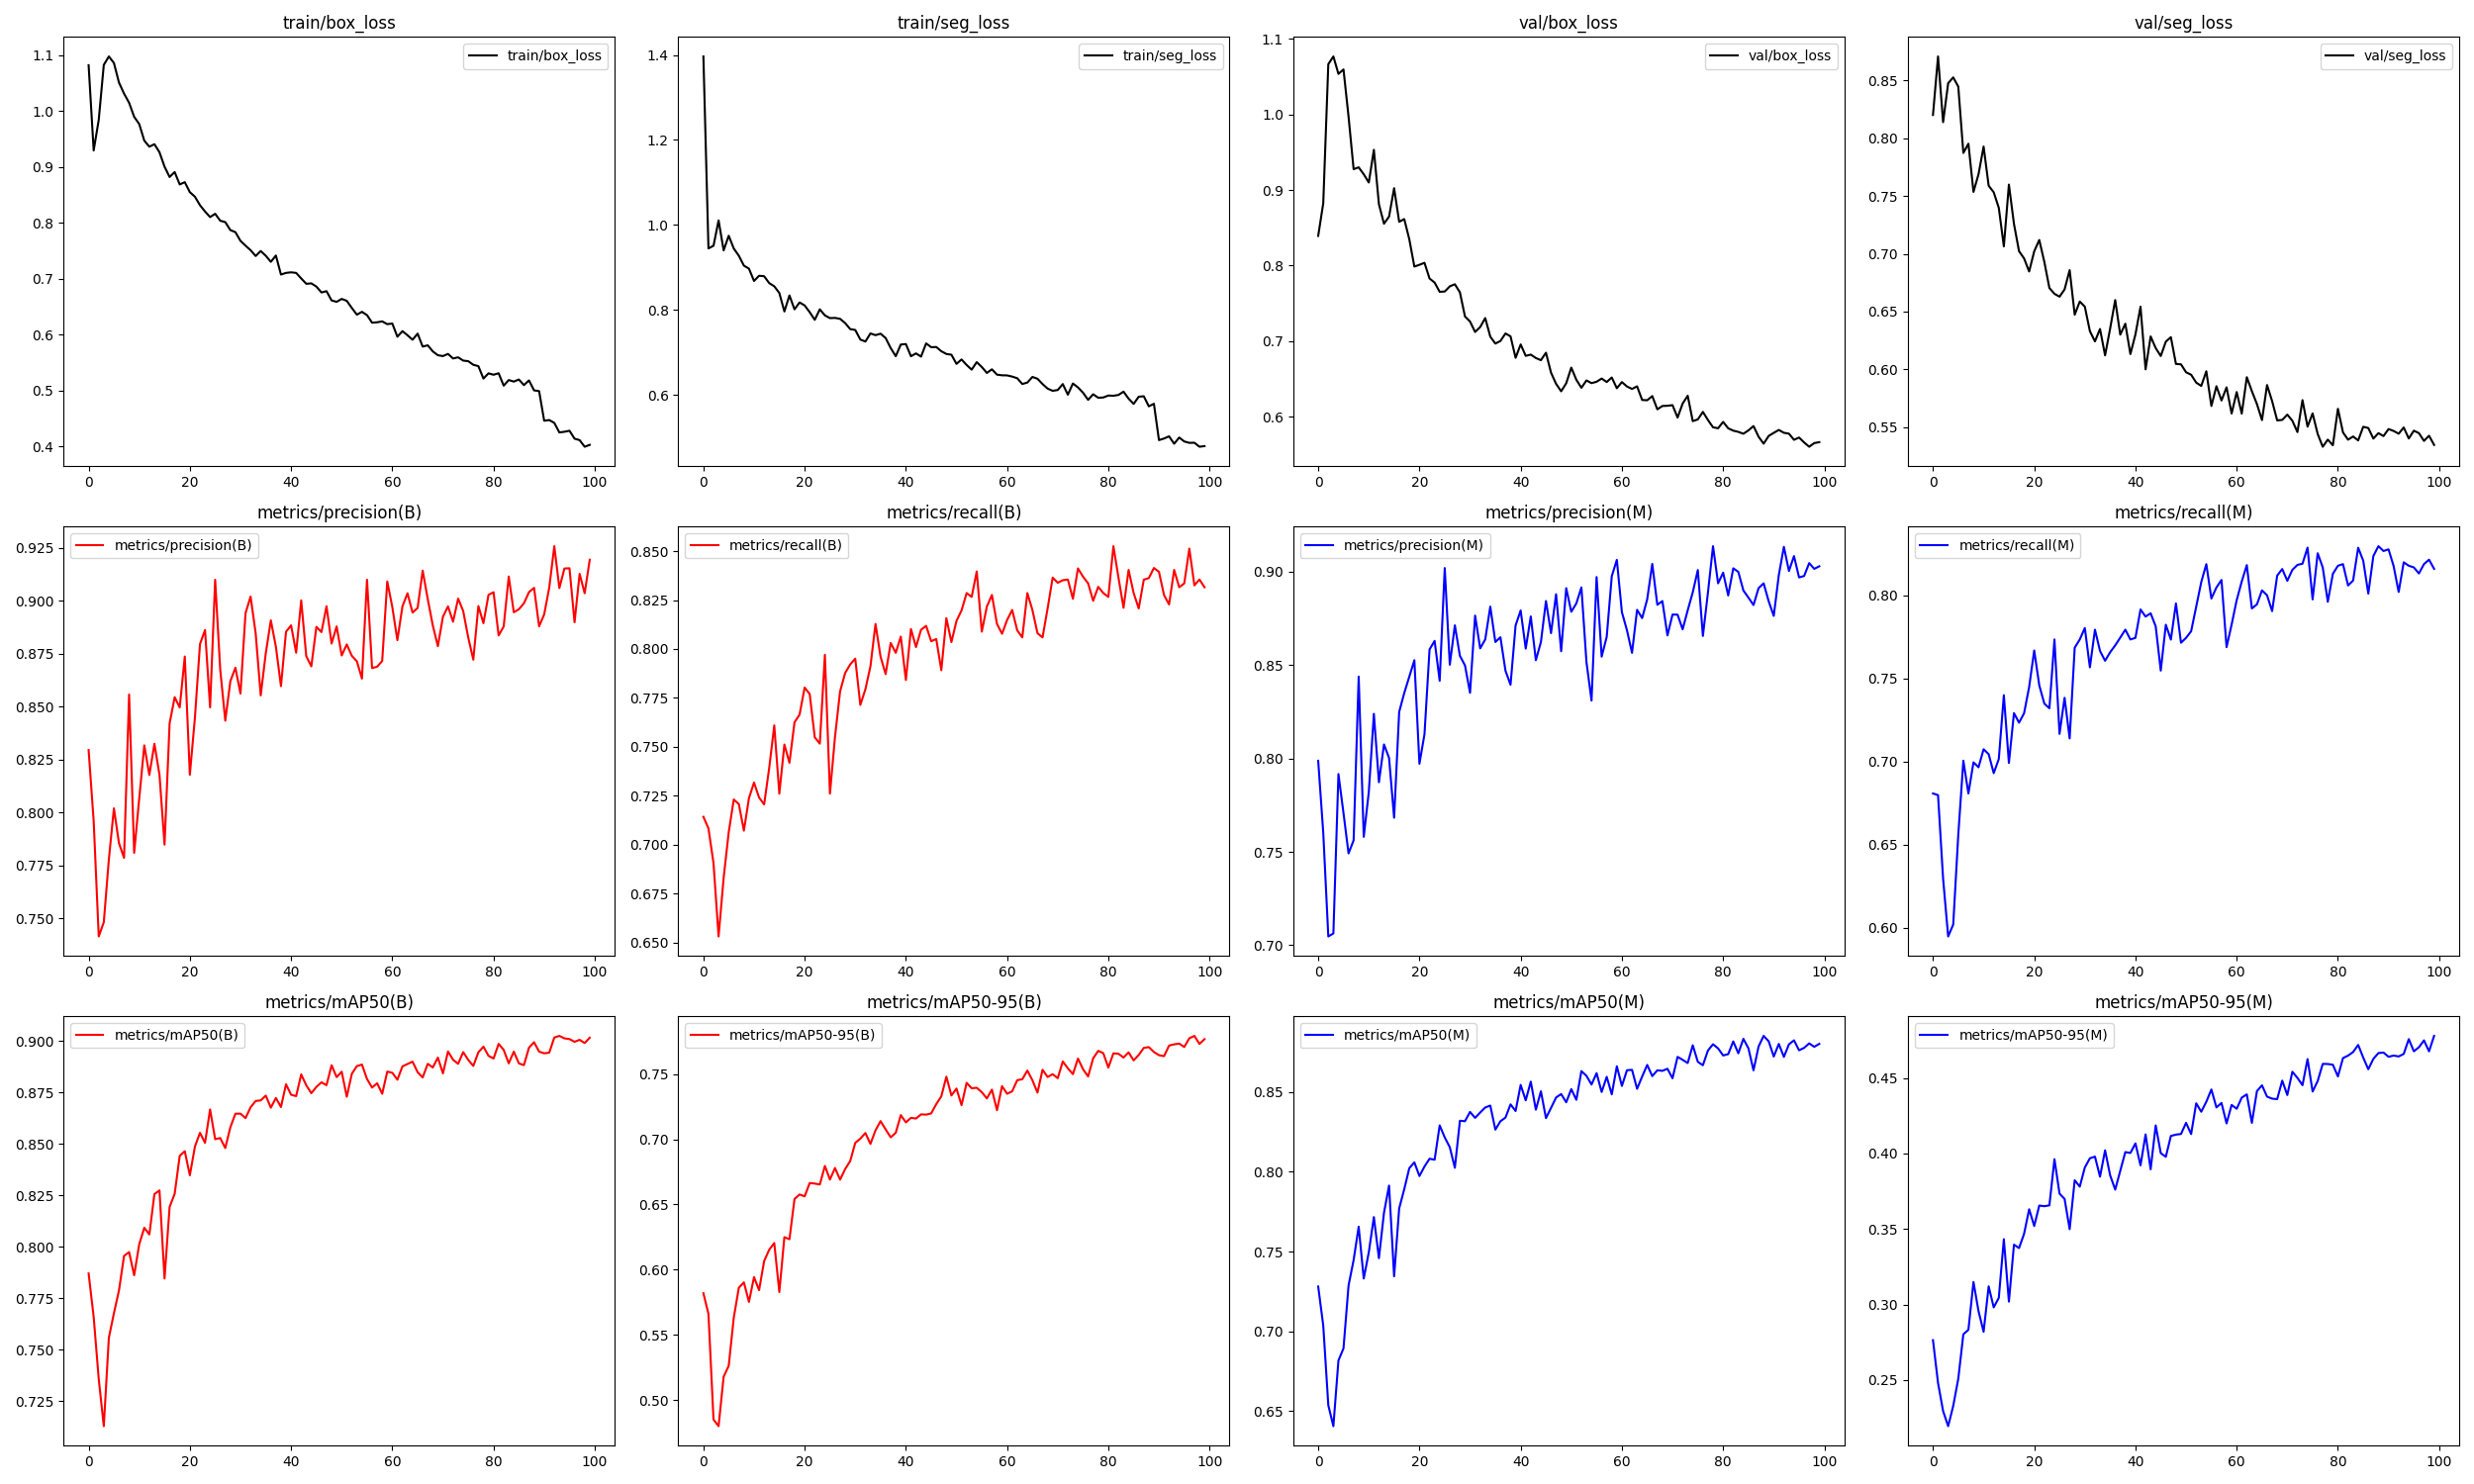 train/box_loss
train/seg_loss
val/box_loss
val/seg_loss
train/box_loss
train/seg_loss
val/box_loss
val/seg_loss
1.1
1.0
0.9
0.8
0.7
0.6
0.5
0.4
0 20 40 60 80 100
1.4
1.2
1.0
0.8
0.6
0 20 40 60 80 100
1.1
1.0
0.9
0.8
0.7
0.6
0 20 40 60 80 100
0.85
0.80
0.75
0.70
0.65
0.60
0.55
0 20 40 60 80 100
metrics/precision(B)
metrics/recall(B)
metrics/precision(M)
metrics/recall(M)
metrics/precision(B)
metrics/recall(B)
metrics/precision(M)
metrics/recall(M)
0.925
0.900
0.875
0.850
0.825
0.800
0.775
0.750
0 20 40 60 80 100
0.850
0.825
0.800
0.775
0.750
0.725
0.700
0.675
0.650
0 20 40 60 80 100
0.90
0.85
0.80
0.75
0.70
0 20 40 60 80 100
0.80
0.75
0.70
0.65
0.60
0 20 40 60 80 100
metrics/mAP50(B)
metrics/mAP50-95(B)
metrics/mAP50(M)
metrics/mAP50-95(M)
metrics/mAP50(B)
metrics/mAP50-95(B)
metrics/mAP50(M)
metrics/mAP50-95(M)
0.900
0.875
0.850
0.825
0.800
0.775
0.750
0.725
0 20 40 60 80 100
0.75
0.70
0.65
0.60
0.55
0.50
0 20 40 60 80 100
0.85
0.80
0.75
0.70
0.65
0 20 40 60 80 100
0.45
0.40
0.35
0.30
0.25
0 20 40 60 80 100